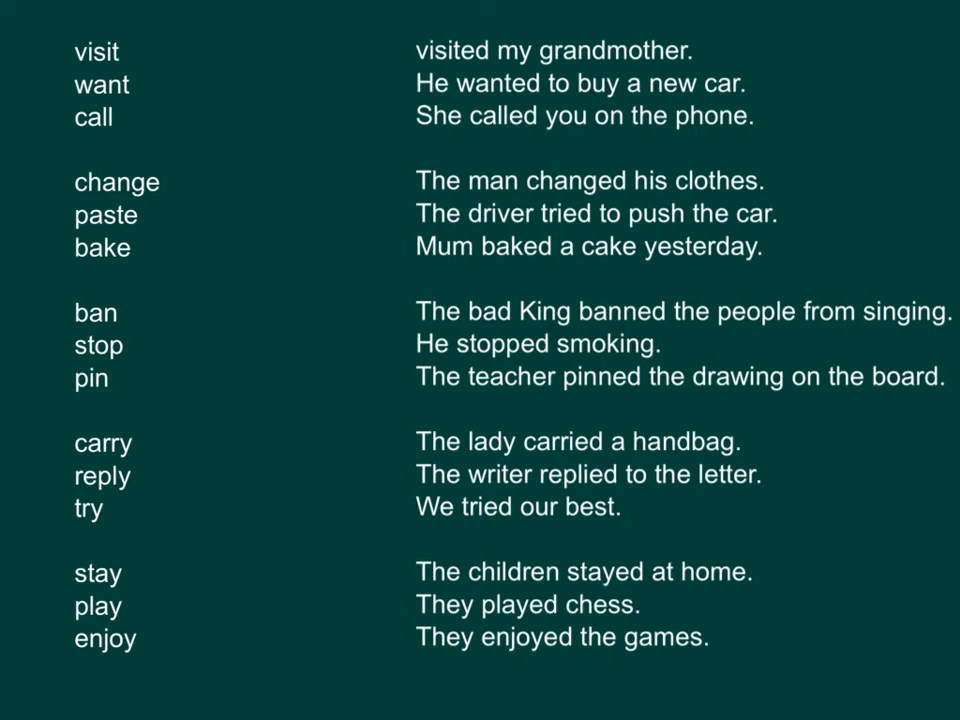 visit visited my grandmother.
want He wanted to buy a new car.
call She called you on the phone.
change The man changed his clothes.
paste The driver tried to push the car.
bake Mum baked a cake yesterday.
ban The bad King banned the people from singing.
stop He stopped smoking.
pin The teacher pinned the drawing on the board.
carry The lady carried a handbag.
reply The writer replied to the letter.
try We tried our best.
stay The children stayed at home.
play They played chess.
enjoy They enjoyed the games.